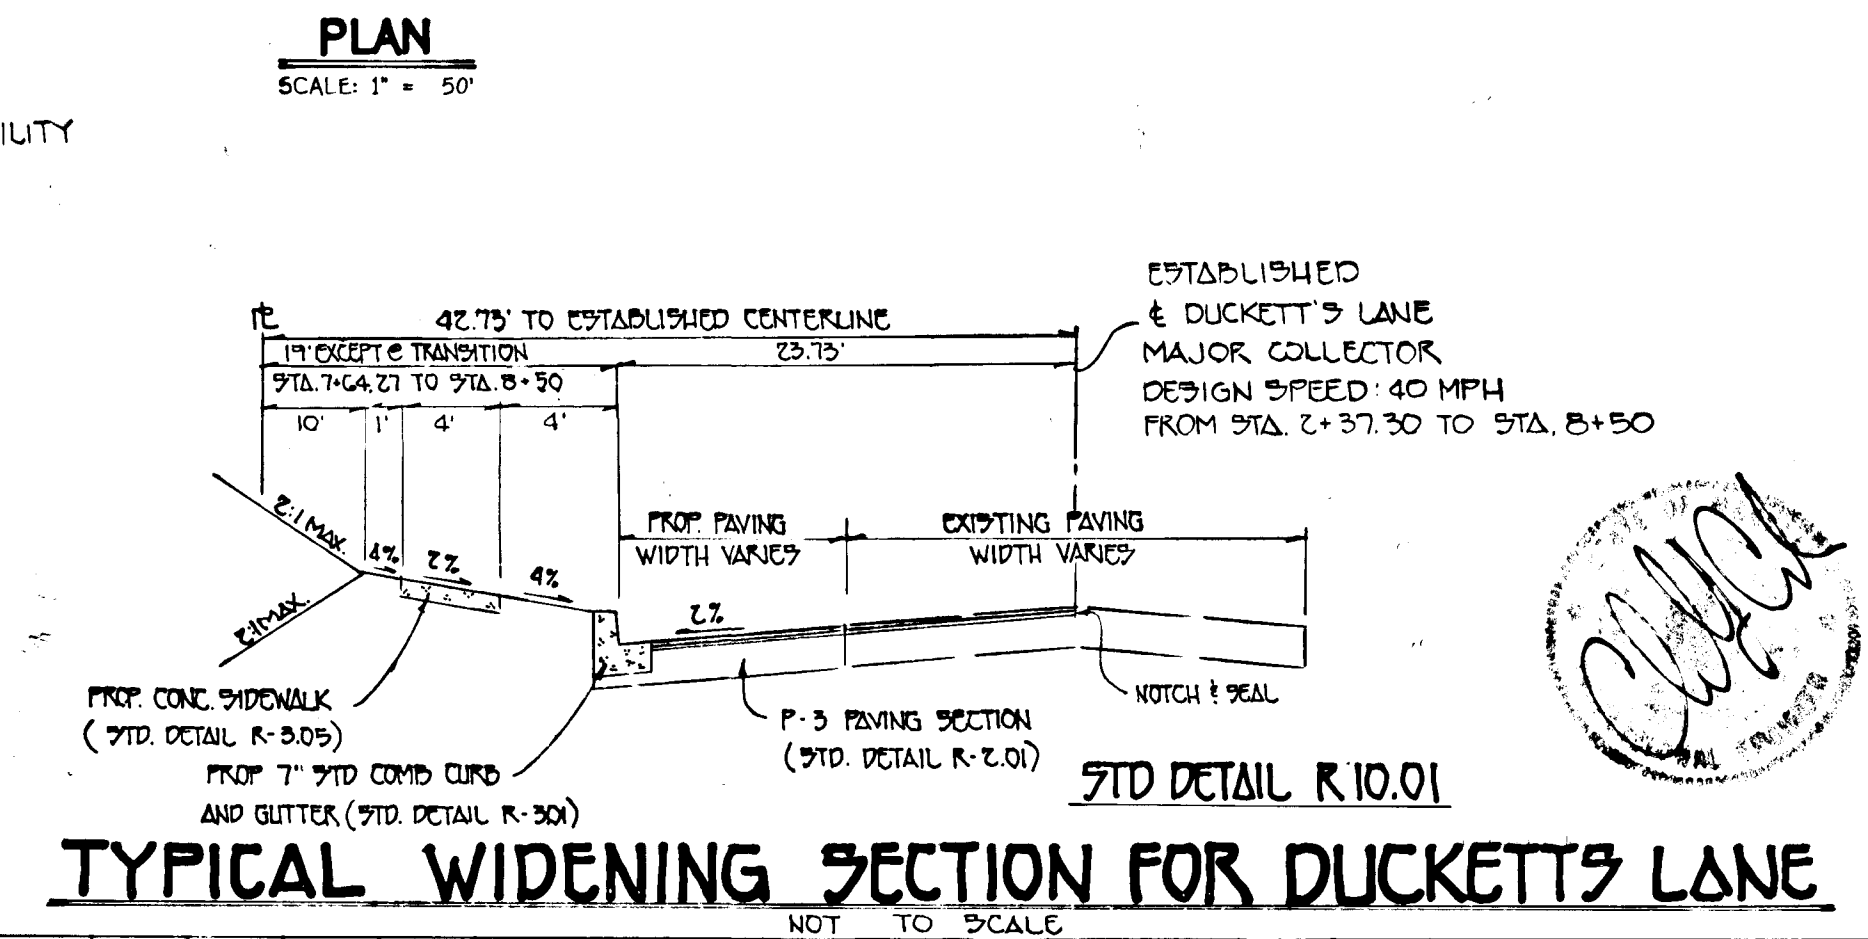 PLAN
SCALE: 1" = 50'
ILITY
ESTABLISHED
℄ DUCKETT'S LANE
MAJOR COLLECTOR
DESIGN SPEED: 40 MPH
FROM STA. 2+37.30 TO STA. 8+50
42.73' TO ESTABLISHED CENTERLINE
19' EXCEPT @ TRANSITION
23.73'
STA. 7+64.27 TO STA. 8+50
10' 1' 4' 4'
2:1 MAX.
4% 2% 4%
2:1 MAX.
PROP. PAVING
WIDTH VARIES
EXISTING PAVING
WIDTH VARIES
2%
PROP. CONC. SIDEWALK
(STD. DETAIL R-3.05)
PROP 7" STD COMB CURB
AND GUTTER (STD. DETAIL R-301)
P-3 PAVING SECTION
(STD. DETAIL R-2.01)
NOTCH & SEAL
STD DETAIL R 10.01
TYPICAL WIDENING SECTION FOR DUCKETTS LANE
NOT TO SCALE